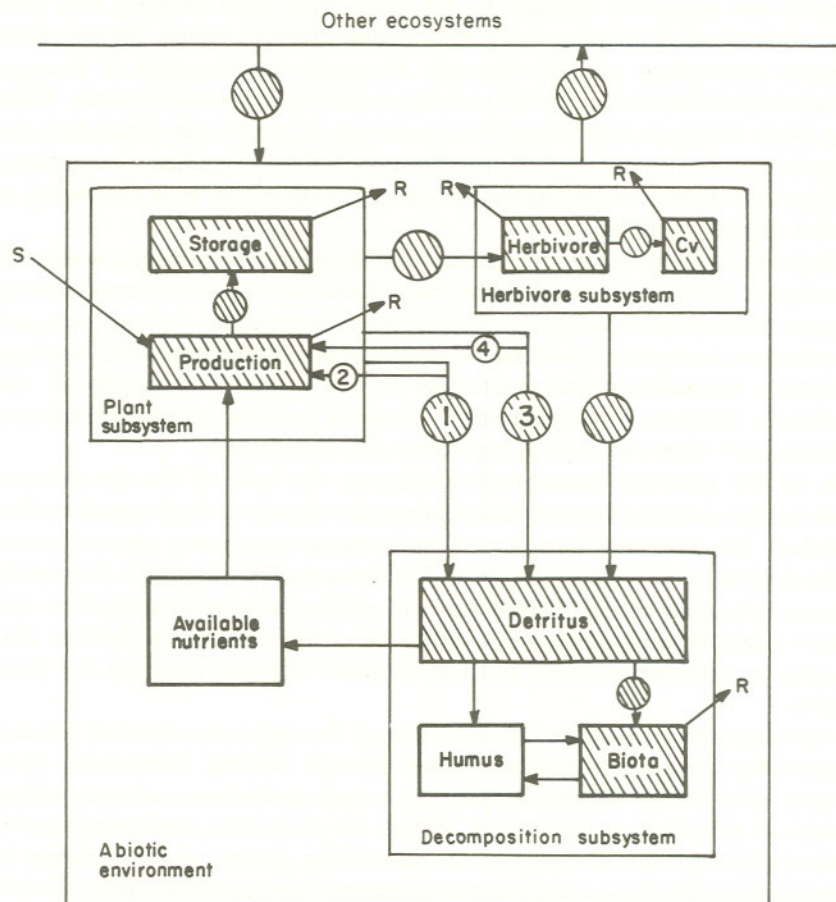 Other ecosystems
R
R
R
Storage
Herbivore
Cv
S
Herbivore subsystem
R
Production
4
2
Plant
subsystem
1
3
Available
nutrients
Detritus
R
Humus
Biota
Decomposition subsystem
Abiotic
environment